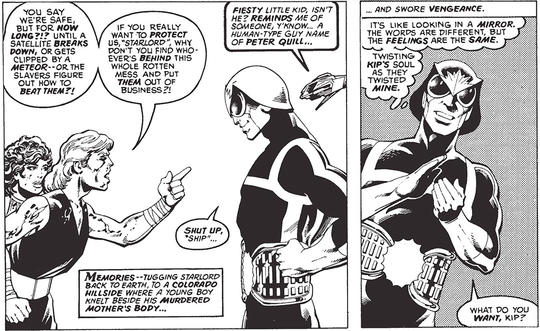 YOU SAY
WE'RE SAFE,
BUT FOR NOW
LONG?!? UNTIL A
SATELLITE BREAKS
DOWN, OR GETS
CLIPPED BY A
METEOR--OR THE
SLAVERS FIGURE
OUT HOW TO
BEAT THEM?!
IF YOU REALLY
WANT TO PROTECT
US, "STARLORD", WHY
DON'T YOU FIND WHO-
EVER'S BEHIND THIS
WHOLE ROTTEN
MESS AND PUT
THEM OUT OF
BUSINESS?!
FIESTY LITTLE KID, ISN'T
HE? REMINDS ME OF
SOMEONE, Y'KNOW... A
HUMAN-TYPE GUY NAME
OF PETER QUILL...
SHUT UP,
"SHIP"...
MEMORIES--TUGGING STARLORD
BACK TO EARTH, TO A COLORADO
HILLSIDE WHERE A YOUNG BOY
KNELT BESIDE HIS MURDERED
MOTHER'S BODY...
... AND SWORE VENGEANCE.
IT'S LIKE LOOKING IN A MIRROR.
THE WORDS ARE DIFFERENT, BUT
THE FEELINGS ARE THE SAME.
TWISTING
KIP'S SOUL
AS THEY
TWISTED
MINE.
WHAT DO YOU
WANT, KIP?